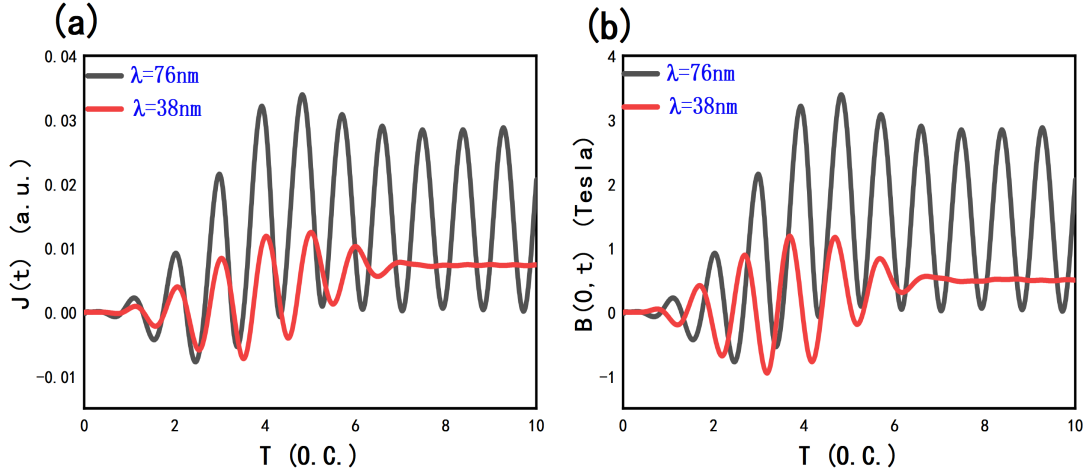 (a)
λ=76nm
λ=38nm
0.04
0.03
0.02
0.01
0.00
-0.01
J(t) (a.u.)
0 2 4 6 8 10
T (O.C.)
(b)
λ=76nm
λ=38nm
4
3
2
1
0
-1
B(0,t) (Tesla)
0 2 4 6 8 10
T (O.C.)